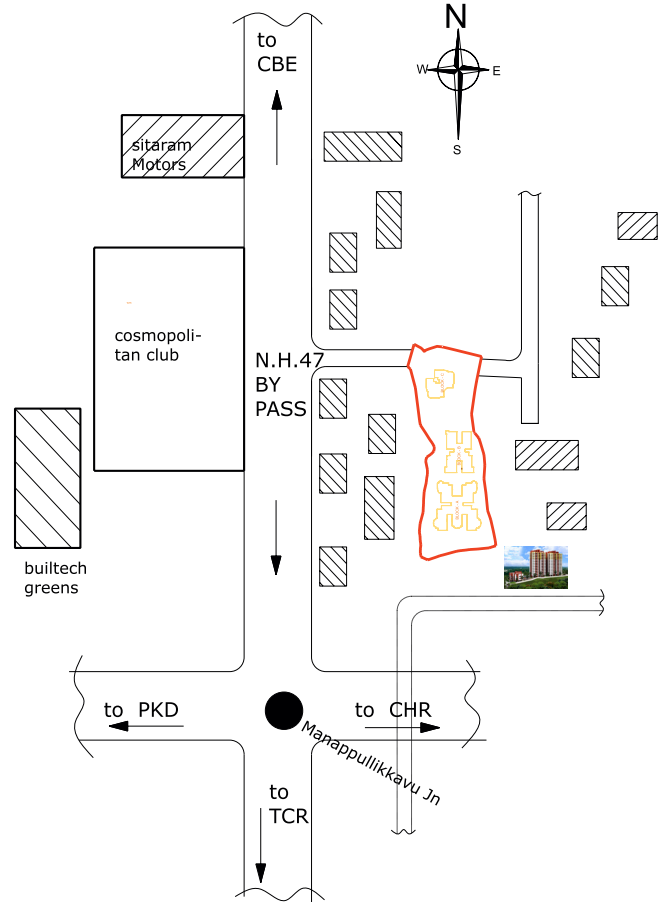 N
to
CBE
W
E
S
sitaram
Motors
cosmopoli-
tan club
N.H.47
BY
PASS
builtech
greens
to PKD
to CHR
Manappullikkavu Jn
to
TCR